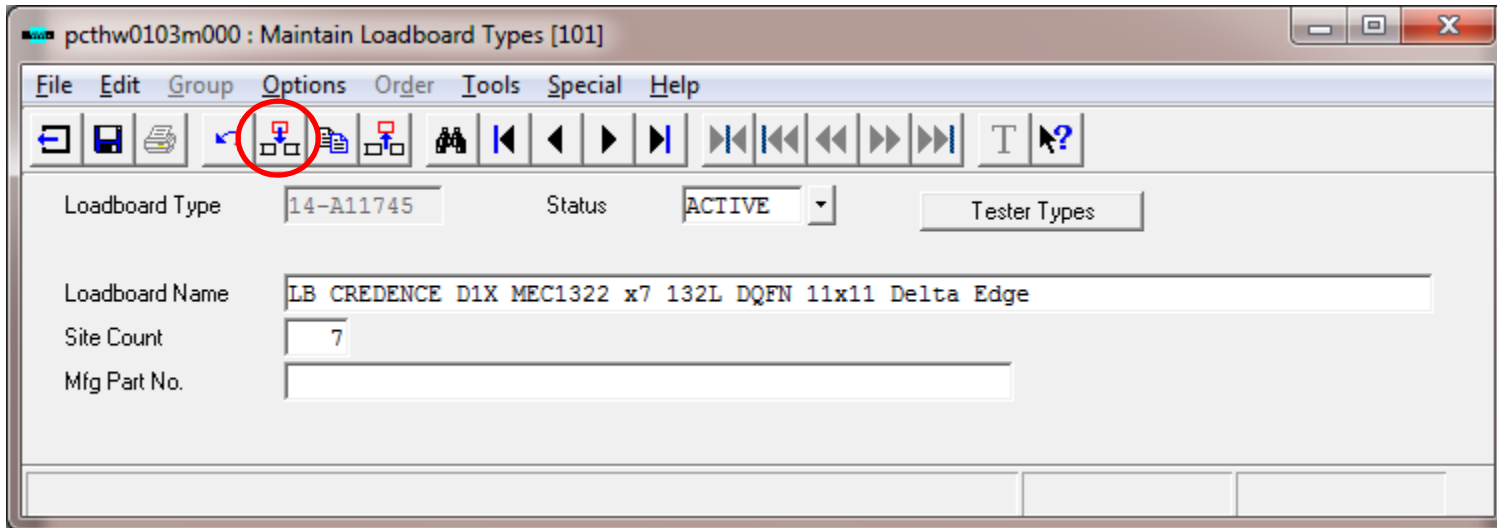 pcthw0103m000 : Maintain Loadboard Types [101]
File Edit Group Options Order Tools Special Help
T ?
Loadboard Type 14-A11745 Status ACTIVE Tester Types
Loadboard Name LB CREDENCE D1X MEC1322 x7 132L DQFN 11x11 Delta Edge
Site Count 7
Mfg Part No.